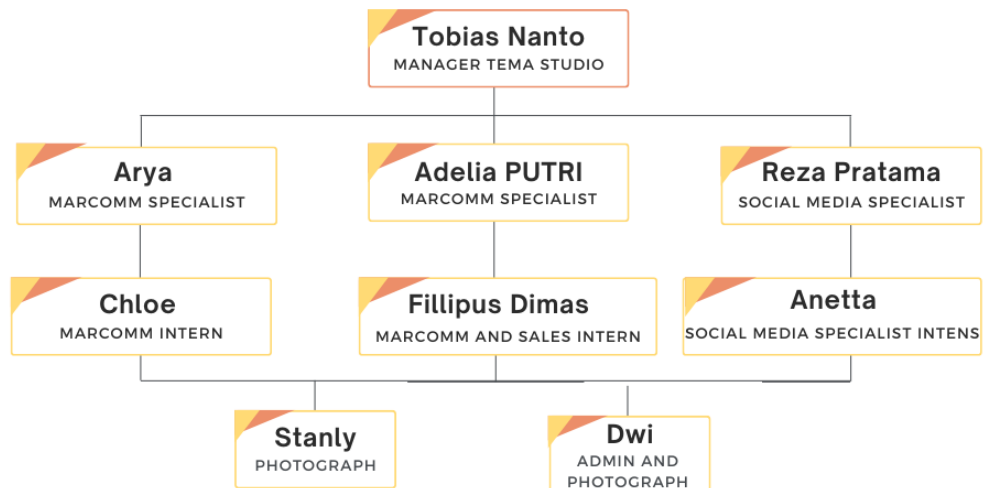 Tobias Nanto
MANAGER TEMA STUDIO
Arya
MARCOMM SPECIALIST
Adelia PUTRI
MARCOMM SPECIALIST
Reza Pratama
SOCIAL MEDIA SPECIALIST
Chloe
MARCOMM INTERN
Fillipus Dimas
MARCOMM AND SALES INTERN
Anetta
SOCIAL MEDIA SPECIALIST INTENS
Stanly
PHOTOGRAPH
Dwi
ADMIN AND
PHOTOGRAPH